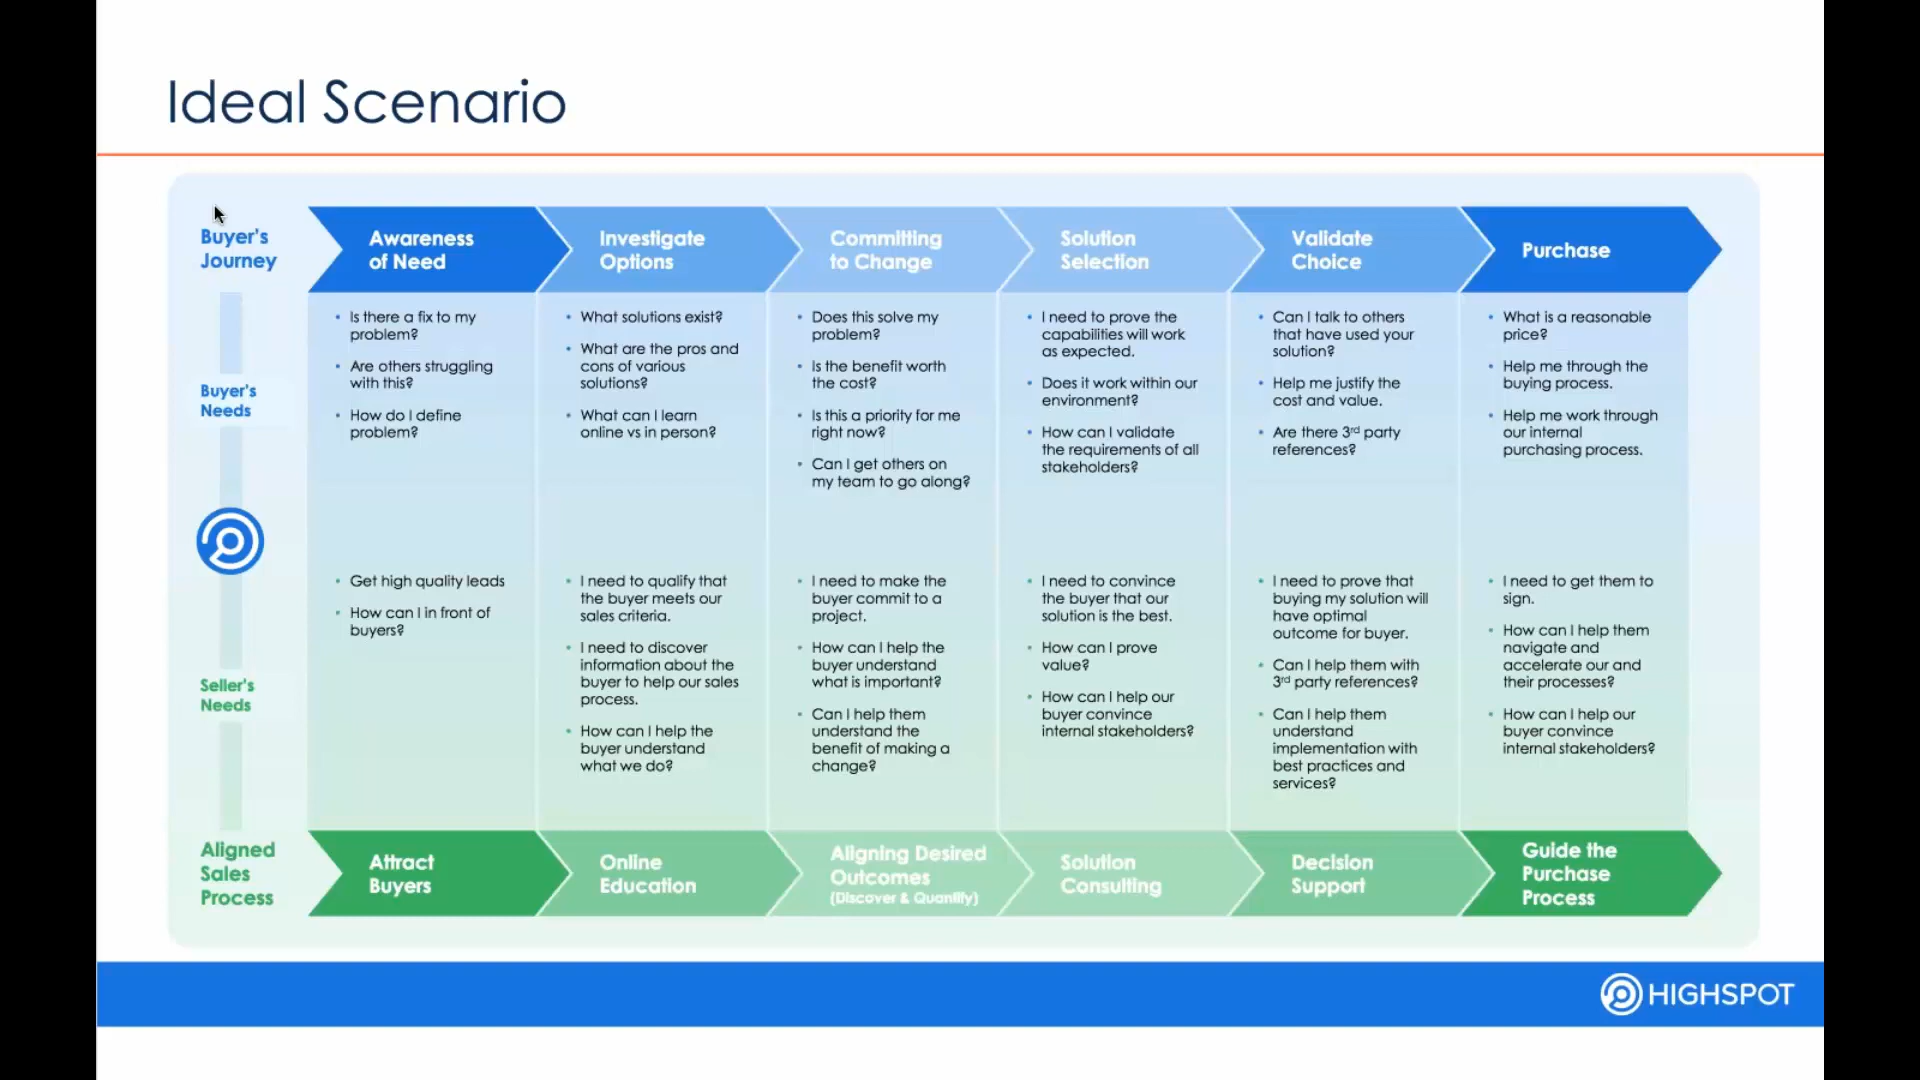 Ideal Scenario
Buyer's
Journey
Awareness
of Need
Investigate
Options
Committing
to Change
Solution
Selection
Validate
Choice
Purchase
Buyer's
Needs
• Is there a fix to my
problem?
• Are others struggling
with this?
• How do I define
problem?
• What solutions exist?
• What are the pros and
cons of various
solutions?
• What can I learn
online vs in person?
• Does this solve my
problem?
• Is the benefit worth
the cost?
• Is this a priority for me
right now?
• Can I get others on
my team to go along?
• I need to prove the
capabilities will work
as expected.
• Does it work within our
environment?
• How can I validate
the requirements of all
stakeholders?
• Can I talk to others
that have used your
solution?
• Help me justify the
cost and value.
• Are there 3rd party
references?
• What is a reasonable
price?
• Help me through the
buying process.
• Help me work through
our internal
purchasing process.
Seller's
Needs
• Get high quality leads
• How can I in front of
buyers?
• I need to qualify that
the buyer meets our
sales criteria.
• I need to discover
information about the
buyer to help our sales
process.
• How can I help the
buyer understand
what we do?
• I need to make the
buyer commit to a
project.
• How can I help the
buyer understand
what is important?
• Can I help them
understand the
benefit of making a
change?
• I need to convince
the buyer that our
solution is the best.
• How can I prove
value?
• How can I help our
buyer convince
internal stakeholders?
• I need to prove that
buying my solution will
have optimal
outcome for buyer.
• Can I help them with
3rd party references?
• Can I help them
understand
implementation with
best practices and
services?
• I need to get them to
sign.
• How can I help them
navigate and
accelerate our and
their processes?
• How can I help our
buyer convince
internal stakeholders?
Aligned
Sales
Process
Attract
Buyers
Online
Education
Aligning Desired
Outcomes
(Discover & Quantify)
Solution
Consulting
Decision
Support
Guide the
Purchase
Process
HIGHSPOT